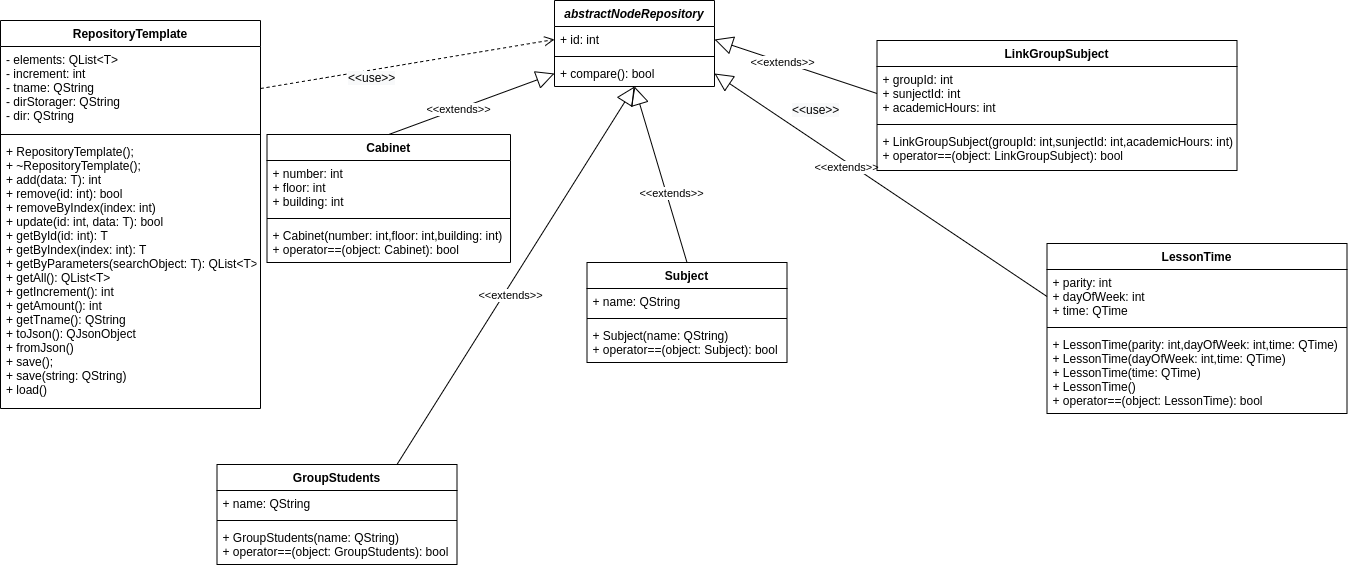 abstractNodeRepository
+ id: int
+ compare(): bool
RepositoryTemplate
- elements: QList<T>
- increment: int
- tname: QString
- dirStorager: QString
- dir: QString
+ RepositoryTemplate();
+ ~RepositoryTemplate();
+ add(data: T): int
+ remove(id: int): bool
+ removeByIndex(index: int)
+ update(id: int, data: T): bool
+ getById(id: int): T
+ getByIndex(index: int): T
+ getByParameters(searchObject: T): QList<T>
+ getAll(): QList<T>
+ getIncrement(): int
+ getAmount(): int
+ getTname(): QString
+ toJson(): QJsonObject
+ fromJson()
+ save();
+ save(string: QString)
+ load()
<<use>>
<<extends>>
Cabinet
+ number: int
+ floor: int
+ building: int
+ Cabinet(number: int,floor: int,building: int)
+ operator==(object: Cabinet): bool
<<extends>>
GroupStudents
+ name: QString
+ GroupStudents(name: QString)
+ operator==(object: GroupStudents): bool
<<extends>>
Subject
+ name: QString
+ Subject(name: QString)
+ operator==(object: Subject): bool
<<extends>>
LinkGroupSubject
+ groupId: int
+ sunjectId: int
+ academicHours: int
+ LinkGroupSubject(groupId: int,sunjectId: int,academicHours: int)
+ operator==(object: LinkGroupSubject): bool
<<use>>
<<extends>>
LessonTime
+ parity: int
+ dayOfWeek: int
+ time: QTime
+ LessonTime(parity: int,dayOfWeek: int,time: QTime)
+ LessonTime(dayOfWeek: int,time: QTime)
+ LessonTime(time: QTime)
+ LessonTime()
+ operator==(object: LessonTime): bool